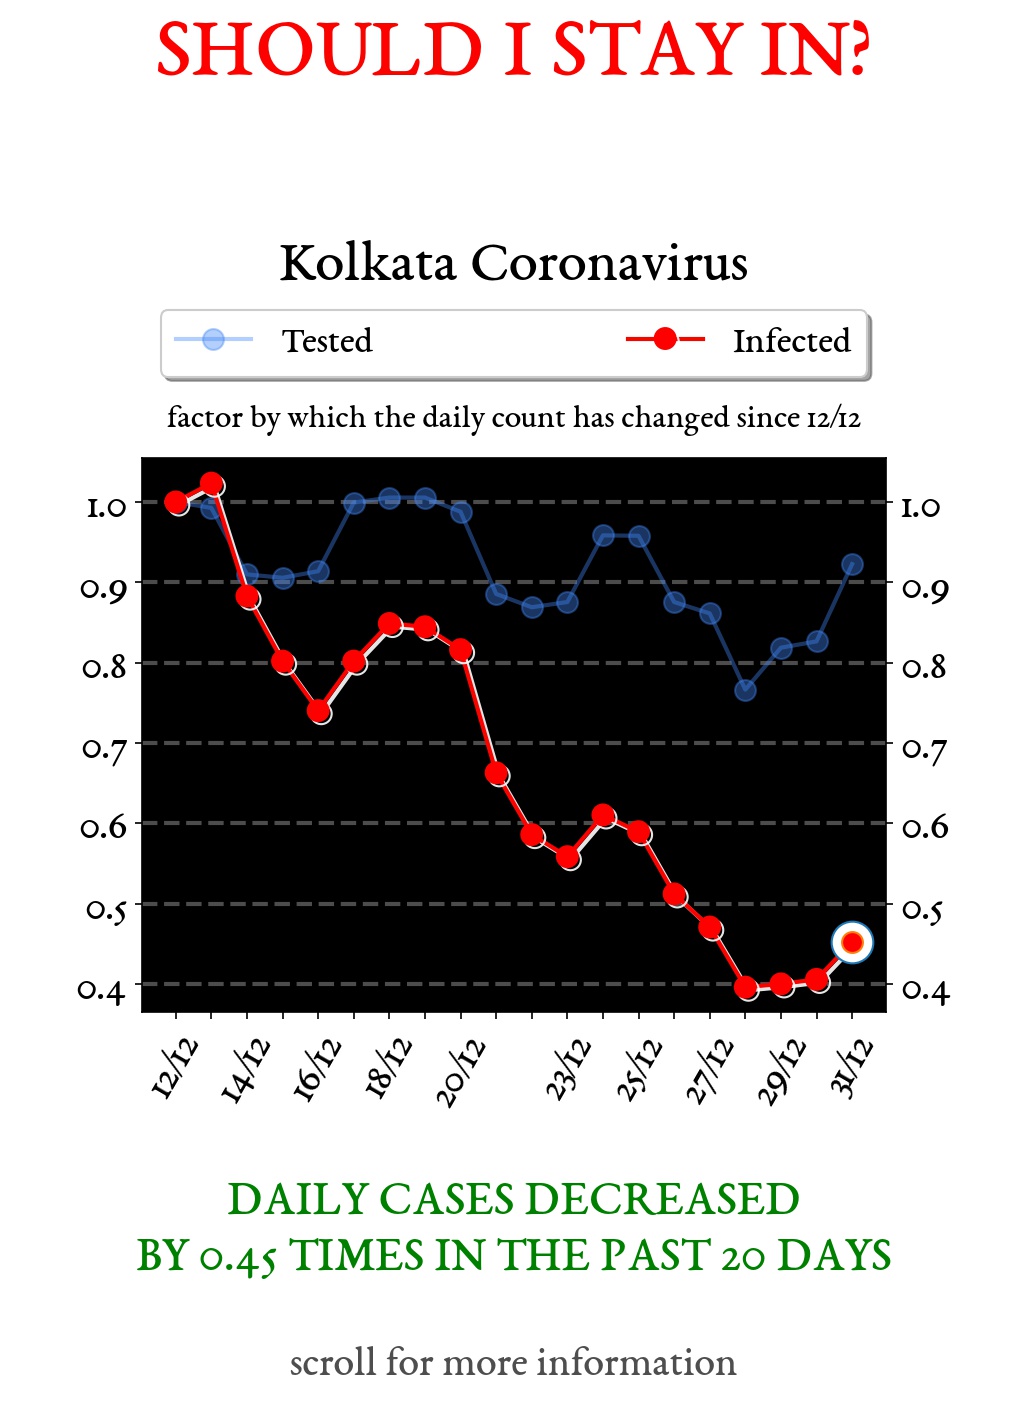 SHOULD I STAY IN?
Kolkata Coronavirus
Tested Infected
factor by which the daily count has changed since 12/12
1.0 1.0
0.9 0.9
0.8 0.8
0.7 0.7
0.6 0.6
0.5 0.5
0.4 0.4
12/12 14/12 16/12 18/12 20/12 23/12 25/12 27/12 29/12 31/12
DAILY CASES DECREASED
BY 0.45 TIMES IN THE PAST 20 DAYS
scroll for more information